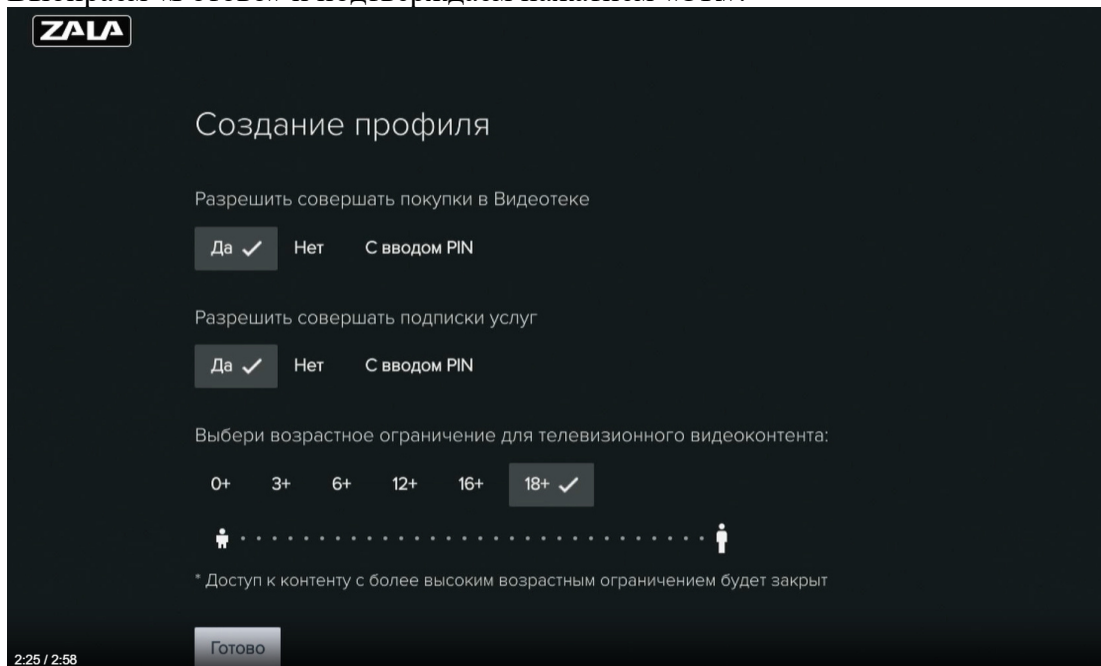 ZALA
Создание профиля
Разрешить совершать покупки в Видеотеке
Да Нет С вводом PIN
Разрешить совершать подписки услуг
Да Нет С вводом PIN
Выбери возрастное ограничение для телевизионного видеоконтента:
0+ 3+ 6+ 12+ 16+ 18+
* Доступ к контенту с более высоким возрастным ограничением будет закрыт
Готово
2:25 / 2:58